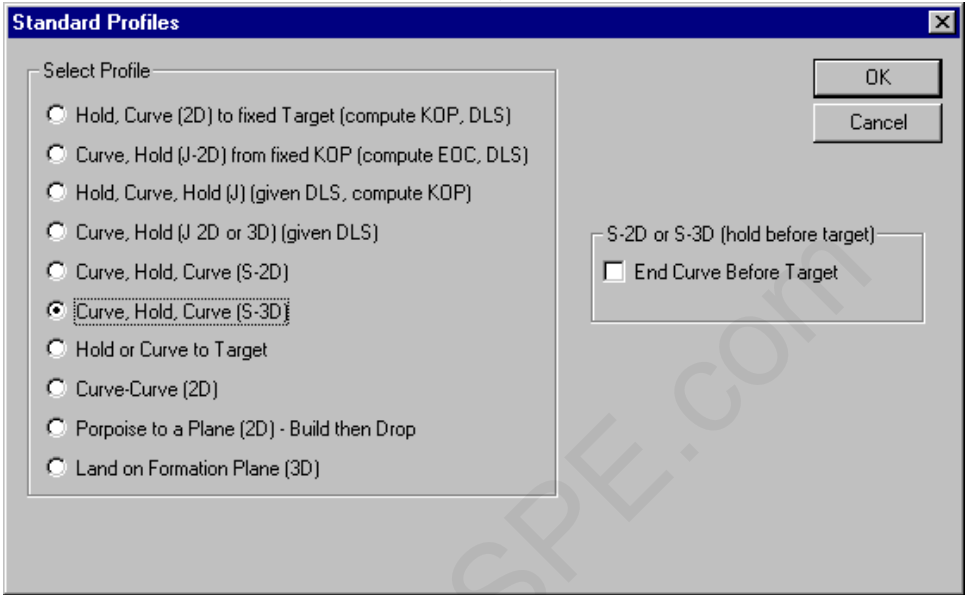 Standard Profiles
Select Profile
Hold, Curve (2D) to fixed Target (compute KOP, DLS)
Curve, Hold (J-2D) from fixed KOP (compute EOC, DLS)
Hold, Curve, Hold (J) (given DLS, compute KOP)
Curve, Hold (J 2D or 3D) (given DLS)
Curve, Hold, Curve (S-2D)
Curve, Hold, Curve (S-3D)
Hold or Curve to Target
Curve-Curve (2D)
Porpoise to a Plane (2D) - Build then Drop
Land on Formation Plane (3D)
OK
Cancel
S-2D or S-3D (hold before target)
End Curve Before Target
SPE.com